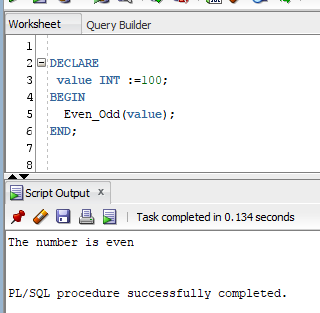 Worksheet Query Builder
1
2 DECLARE
3 value INT :=100;
4 BEGIN
5 Even_Odd(value);
6 END;
7
8
Script Output x
Task completed in 0.134 seconds
The number is even
PL/SQL procedure successfully completed.